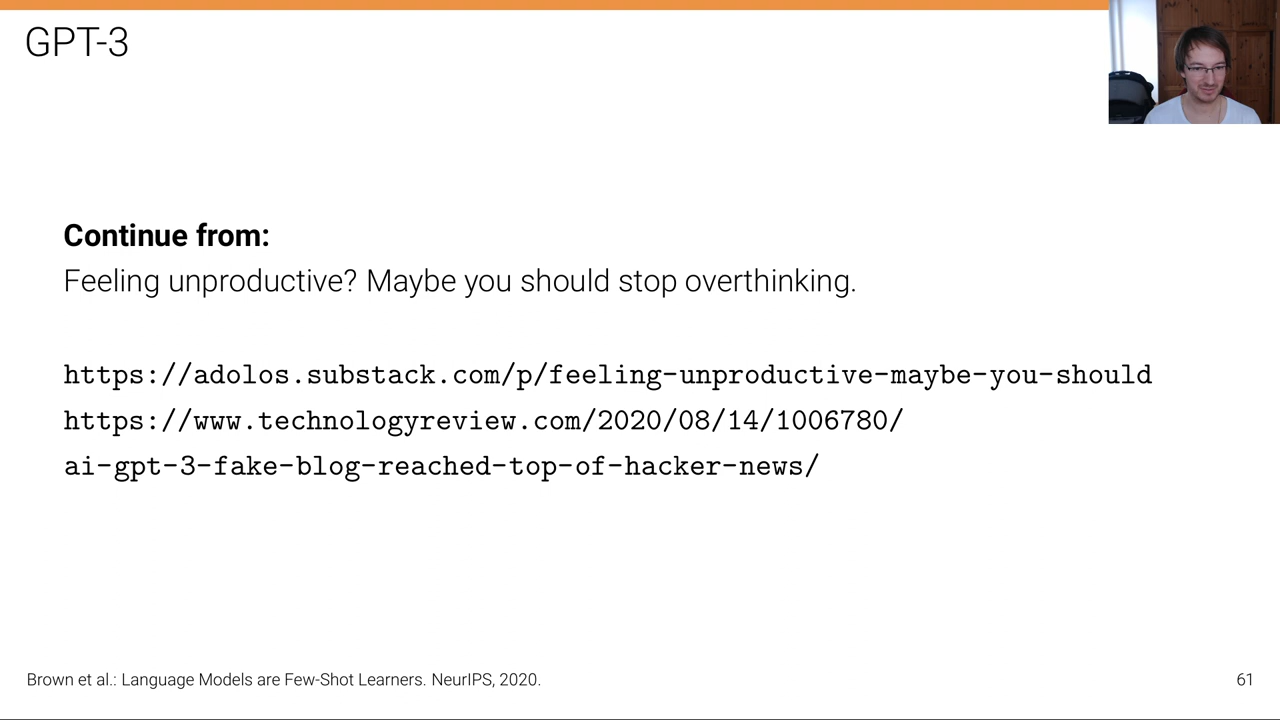 GPT-3
Continue from:
Feeling unproductive? Maybe you should stop overthinking.
https://adolos.substack.com/p/feeling-unproductive-maybe-you-should
https://www.technologyreview.com/2020/08/14/1006780/
ai-gpt-3-fake-blog-reached-top-of-hacker-news/
Brown et al.: Language Models are Few-Shot Learners. NeurIPS, 2020.
61